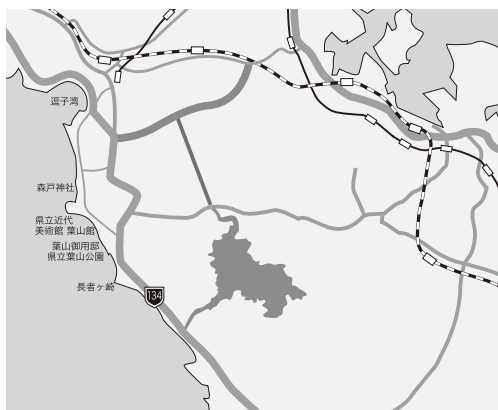 逗子湾
森戸神社
県立近代
美術館 葉山館
葉山御用邸
県立葉山公園
長者ヶ崎
134